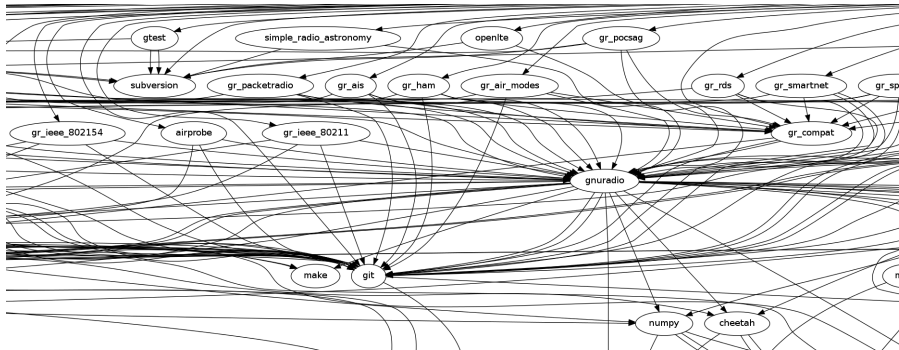 gtest
simple_radio_astronomy
openlte
gr_pocsag
subversion
gr_packetradio
gr_ais
gr_ham
gr_air_modes
gr_rds
gr_smartnet
gr_sp
gr_ieee_802154
airprobe
gr_ieee_80211
gr_compat
gnuradio
make
git
numpy
cheetah